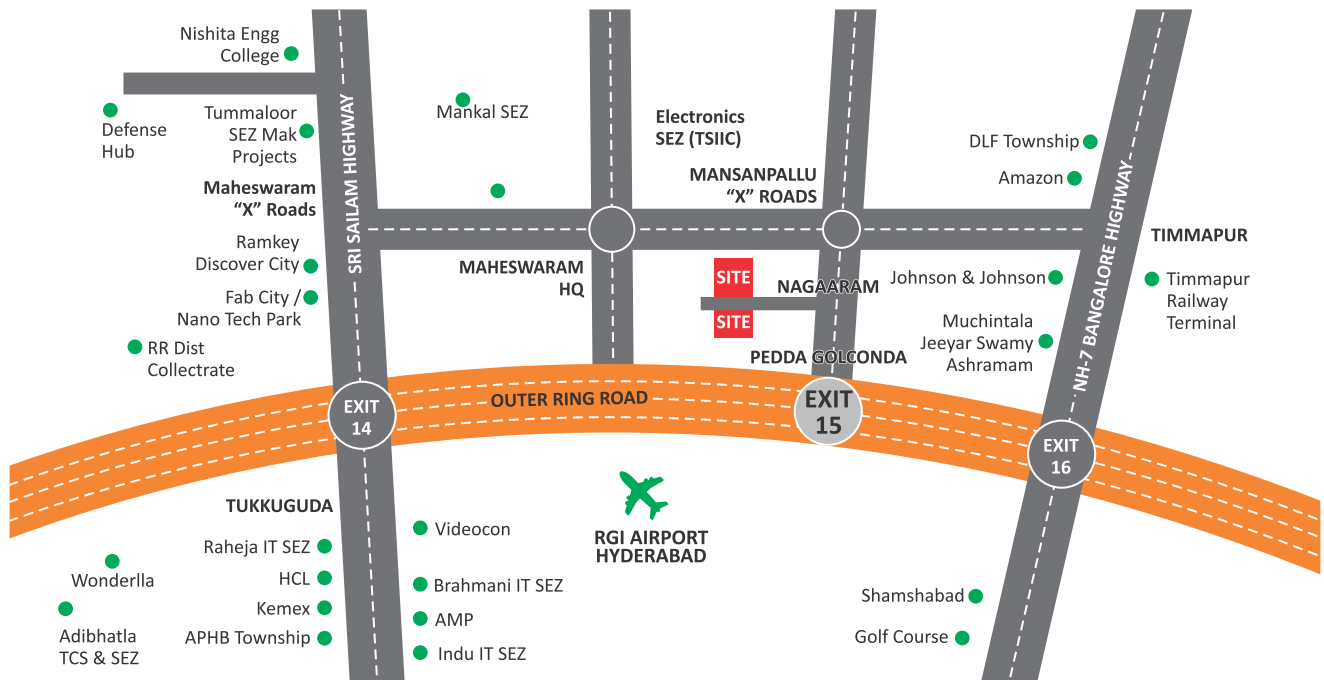 Nishita Engg
College
Defense
Hub
Tummaloor
SEZ Mak
Projects
Maheswaram
“X” Roads
Ramkey
Discover City
Fab City /
Nano Tech Park
RR Dist
Collectrate
SRI SAILAM HIGHWAY
Mankal SEZ
Electronics
SEZ (TSIIC)
MANSANPALLU
“X” ROADS
MAHESWARAM
HQ
SITE
SITE
NAGAARAM
PEDDA GOLCONDA
DLF Township
Amazon
Johnson & Johnson
Muchintala
Jeeyar Swamy
Ashramam
NH-7 BANGALORE HIGHWAY
TIMMAPUR
Timmapur
Railway
Terminal
EXIT
14
OUTER RING ROAD
EXIT
15
EXIT
16
TUKKUGUDA
Raheja IT SEZ
HCL
Kemex
APHB Township
Wonderlla
Adibhatla
TCS & SEZ
Videocon
Brahmani IT SEZ
AMP
Indu IT SEZ
RGI AIRPORT
HYDERABAD
Shamshabad
Golf Course